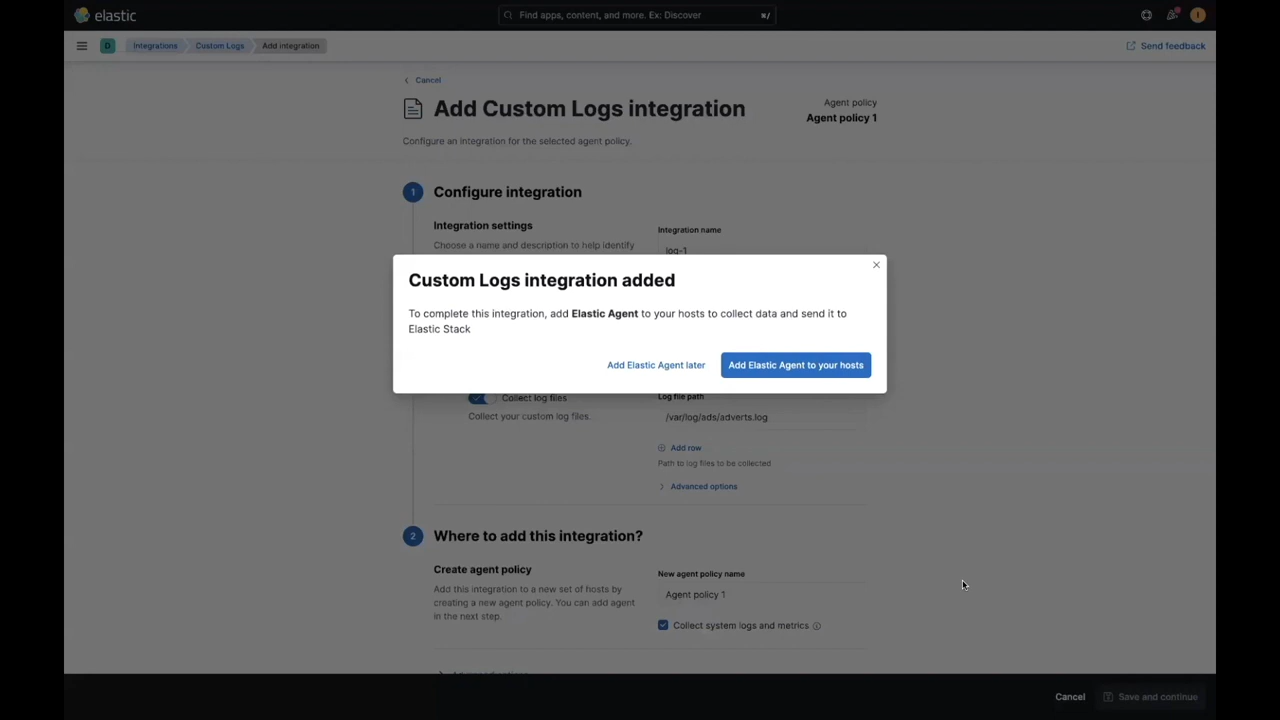 elastic
Find apps, content, and more. Ex: Discover
⌘/
I
D
Integrations
Custom Logs
Add integration
Send feedback
Cancel
Add Custom Logs integration
Agent policy
Agent policy 1
Configure an integration for the selected agent policy.
1
Configure integration
Integration settings
Integration name
Choose a name and description to help identify
log-1
Custom Logs integration added
To complete this integration, add Elastic Agent to your hosts to collect data and send it to
Elastic Stack
Add Elastic Agent later
Add Elastic Agent to your hosts
Collect log files
Log file path
Collect your custom log files.
/var/log/ads/adverts.log
Add row
Path to log files to be collected
Advanced options
2
Where to add this integration?
Create agent policy
New agent policy name
Add this integration to a new set of hosts by
creating a new agent policy. You can add agent
in the next step.
Agent policy 1
Collect system logs and metrics
Cancel
Save and continue